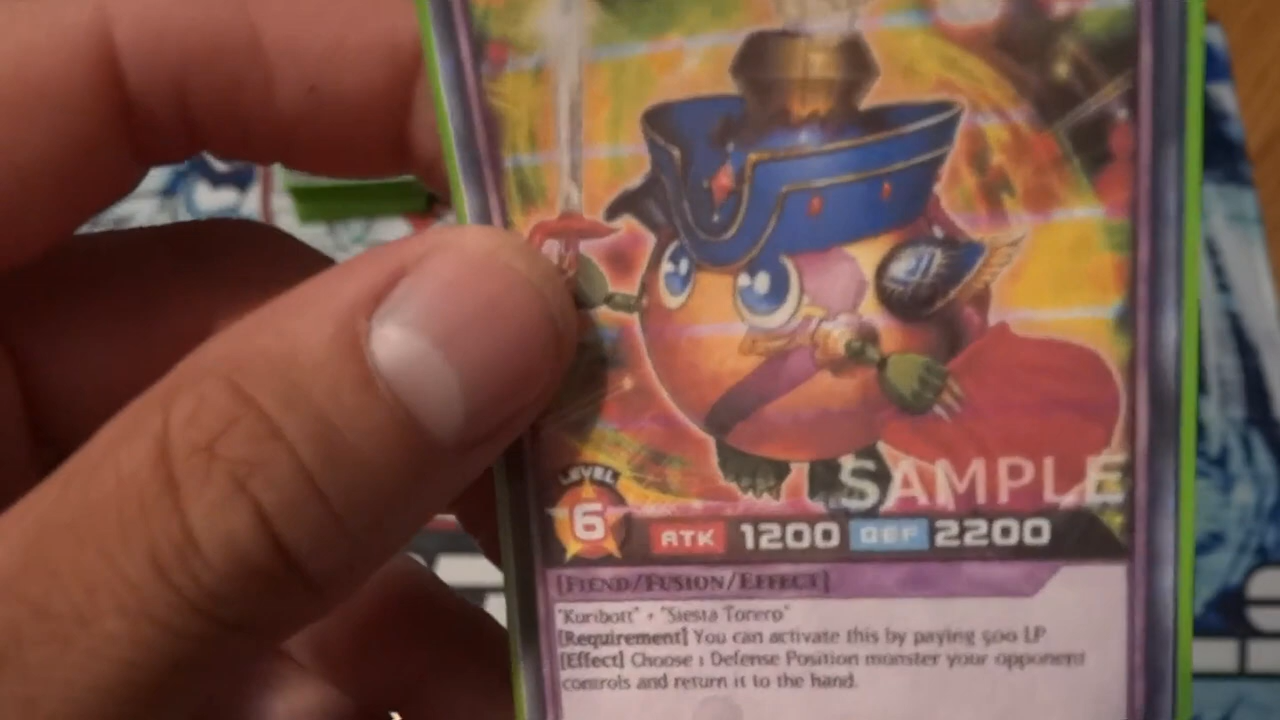 SAMPLE
LEVEL
6
ATK 1200 DEF 2200
[FIEND/FUSION/EFFECT]
"Kuribott" + "Siesta Torero"
[Requirement] You can activate this by paying 500 LP
[Effect] Choose 1 Defense Position monster your opponent
controls and return it to the hand.